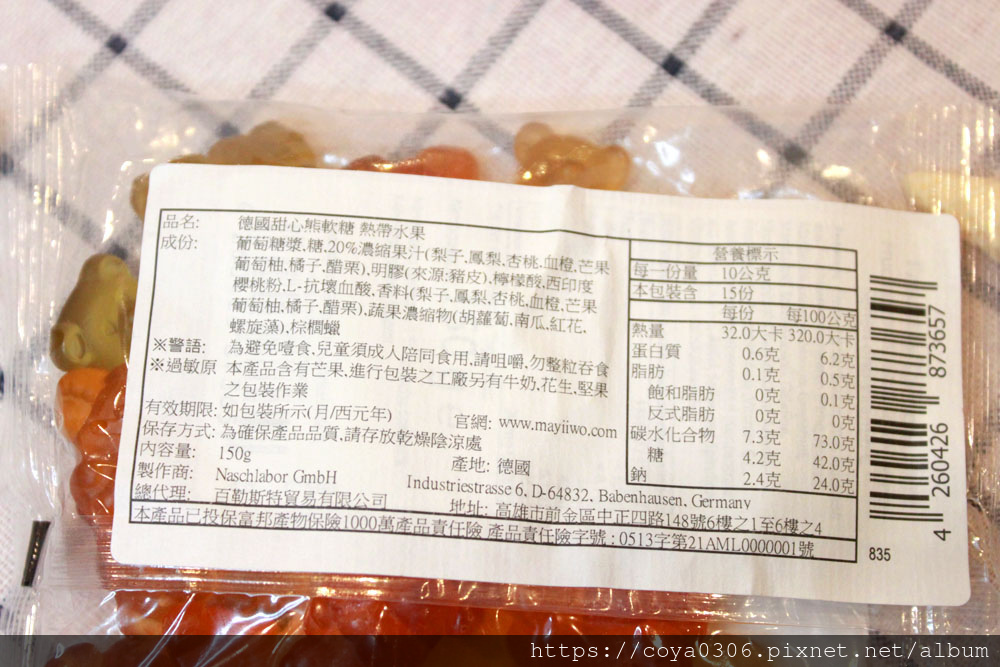 品名: 德國甜心熊軟糖 熱帶水果
成份: 葡萄糖漿,糖,20%濃縮果汁(梨子,鳳梨,杏桃,血橙,芒果
葡萄柚,橘子,醋栗),明膠(來源:豬皮),檸檬酸,西印度
櫻桃粉,L-抗壞血酸,香料(梨子,鳳梨,杏桃,血橙,芒果
葡萄柚,橘子,醋栗),蔬果濃縮物(胡蘿蔔,南瓜,紅花,
螺旋藻),棕櫚蠟
※警語: 為避免噎食,兒童須成人陪同食用,請咀嚼,勿整粒吞食
※過敏原 本產品含有芒果,進行包裝之工廠另有牛奶,花生,堅果
之包裝作業
有效期限: 如包裝所示(月/西元年) 官網: www.mayiiwo.com
保存方式: 為確保產品品質,請存放乾燥陰涼處
內容量: 150g 產地: 德國
製作商: Naschlabor GmbH Industriestrasse 6, D-64832, Babenhausen, Germany
總代理: 百勒斯特貿易有限公司 地址: 高雄市前金區中正四路148號6樓之1至6樓之4
本產品已投保富邦產物保險1000萬產品責任險 產品責任險字號:0513字第21AML0000001號
營養標示
每一份量 10公克
本包裝含 15份
每份 每100公克
熱量 32.0大卡 320.0大卡
蛋白質 0.6克 6.2克
脂肪 0.1克 0.5克
飽和脂肪 0克 0.1克
反式脂肪 0克 0克
碳水化合物 7.3克 73.0克
糖 4.2克 42.0克
鈉 2.4克 24.0克
4 260426 873657
835
https://coya0306.pixnet.net/album